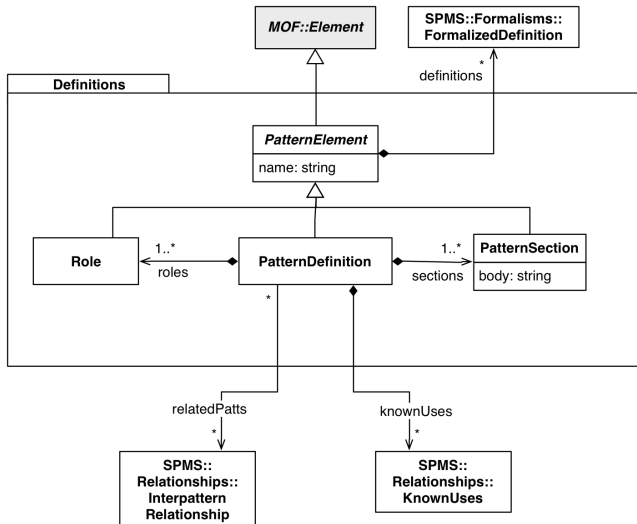 MOF::Element
SPMS::Formalisms::
FormalizedDefinition
*
definitions
Definitions
PatternElement
name: string
Role
1..*
roles
PatternDefinition
1..*
sections
PatternSection
body: string
*
relatedPatts
*
knownUses
*
SPMS::
Relationships::
Interpattern
Relationship
SPMS::
Relationships::
KnownUses